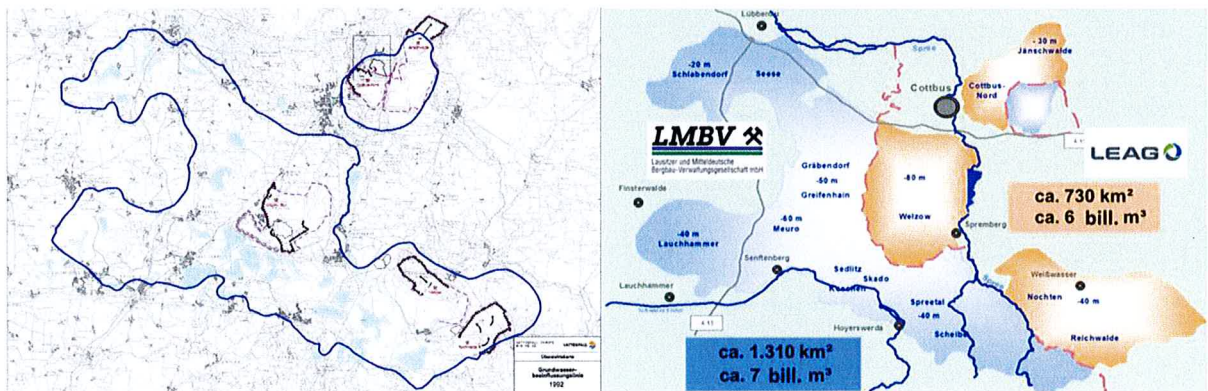 VATTENFALL
Übersichtskarte
Grundwasser-
beeinflussungslinie
1992
Lübbenau
-20 m
Schlabendorf
Seese
Spree
- 30 m
Jänschwalde
Cottbus-
Nord
Cottbus
LMBV
Lausitzer und Mitteldeutsche
Bergbau-Verwaltungsgesellschaft mbH
LEAG
Gräbendorf
-50 m
Greifenhain
-80 m
Welzow
ca. 730 km²
ca. 6 bill. m³
Finsterwalde
-60 m
Meuro
-40 m
Lauchhammer
Spremberg
Senftenberg
Sedlitz
Skado
Koschen
Weißwasser
Nochten
-40 m
Lauchhammer
Spreetal
-40 m
Spree
Hoyerswerda
Scheibe
Reichwalde
ca. 1.310 km²
ca. 7 bill. m³